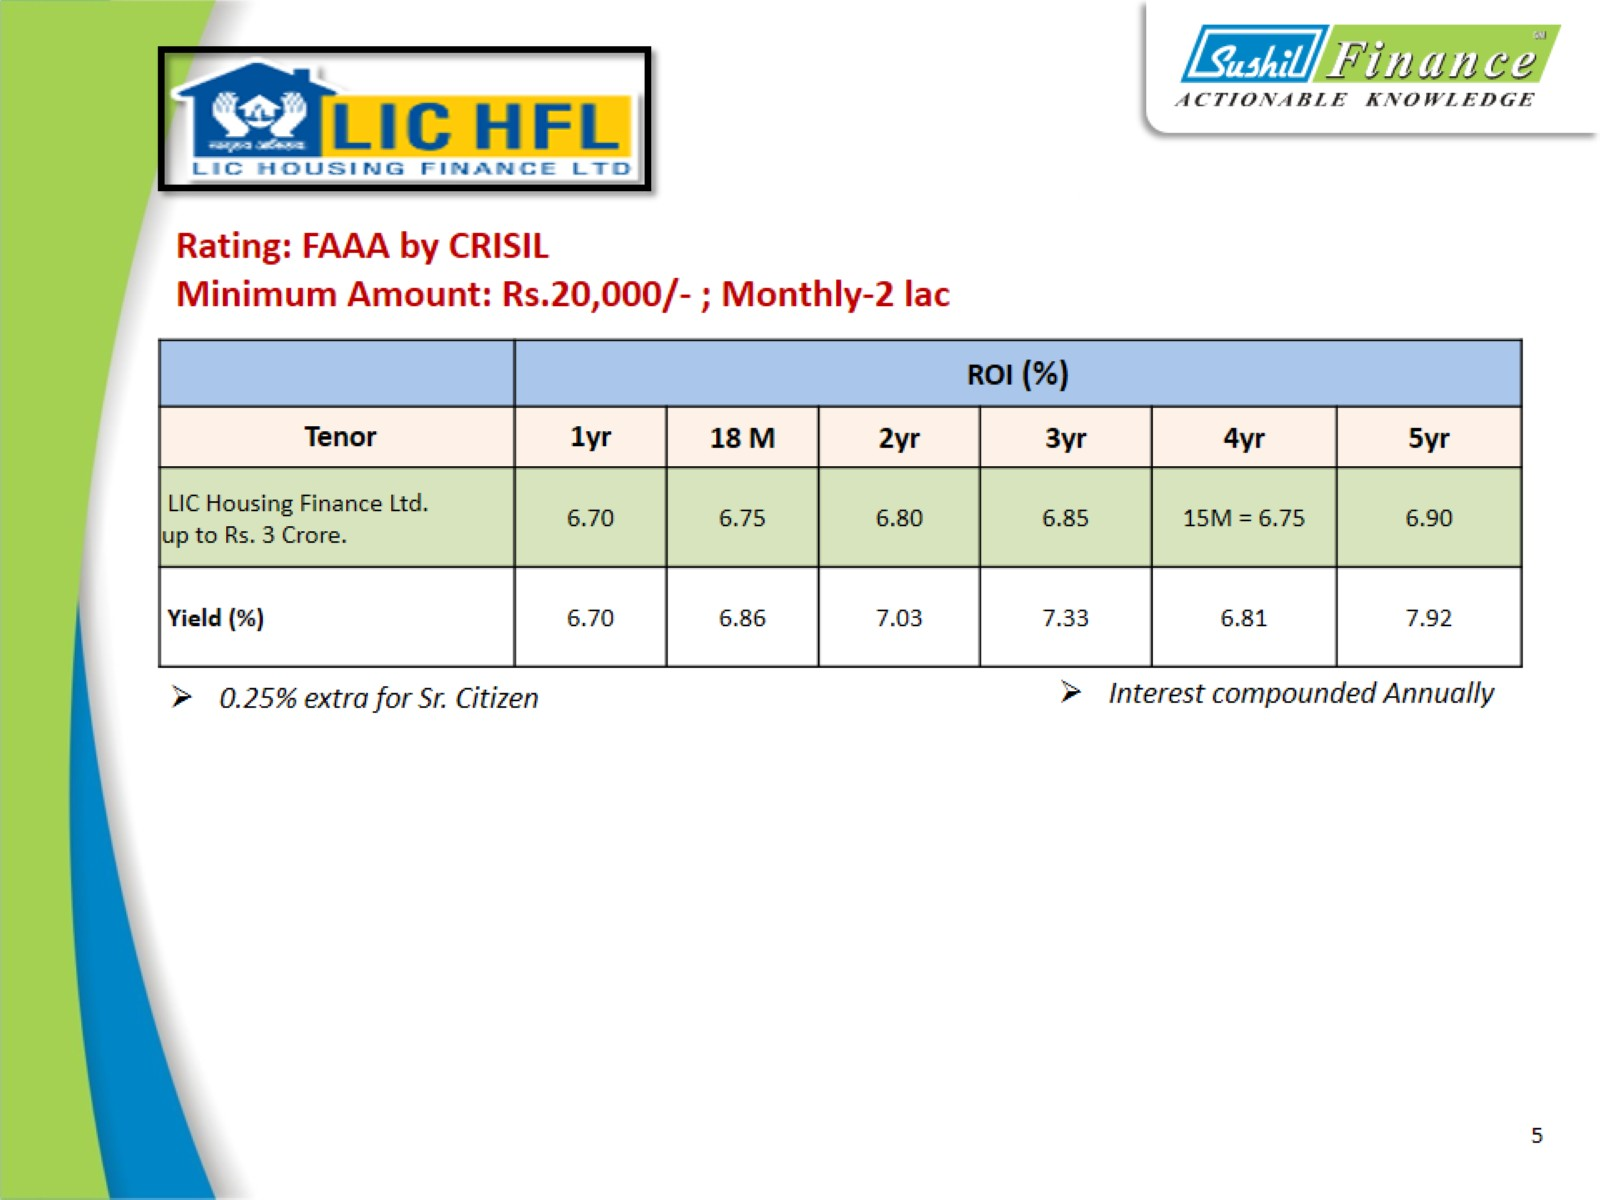 LIC HFL
LIC HOUSING FINANCE LTD
Sushil Finance SM
ACTIONABLE KNOWLEDGE
Rating: FAAA by CRISIL
Minimum Amount: Rs.20,000/- ; Monthly-2 lac
ROI (%)
Tenor 1yr 18 M 2yr 3yr 4yr 5yr
LIC Housing Finance Ltd.
up to Rs. 3 Crore. 6.70 6.75 6.80 6.85 15M = 6.75 6.90
Yield (%) 6.70 6.86 7.03 7.33 6.81 7.92
➢ 0.25% extra for Sr. Citizen
➢ Interest compounded Annually
5